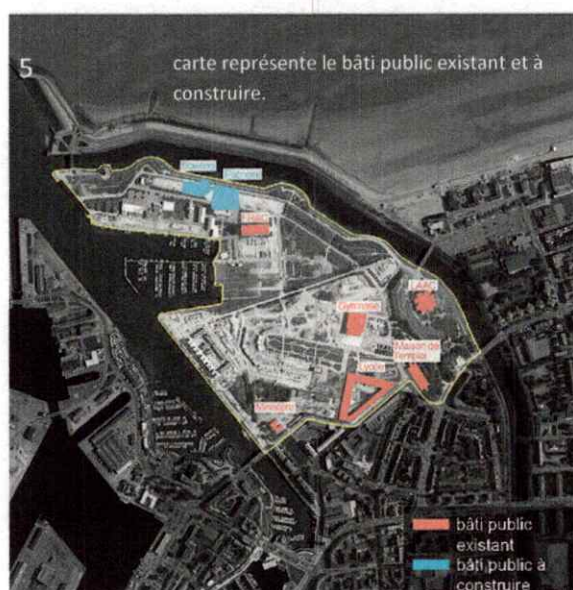 5
carte représente le bâti public existant et à
construire.
Gymnase
LAAC
Maison de
l'emploi
Lycée
bâti public
existant
bâti public à
construire